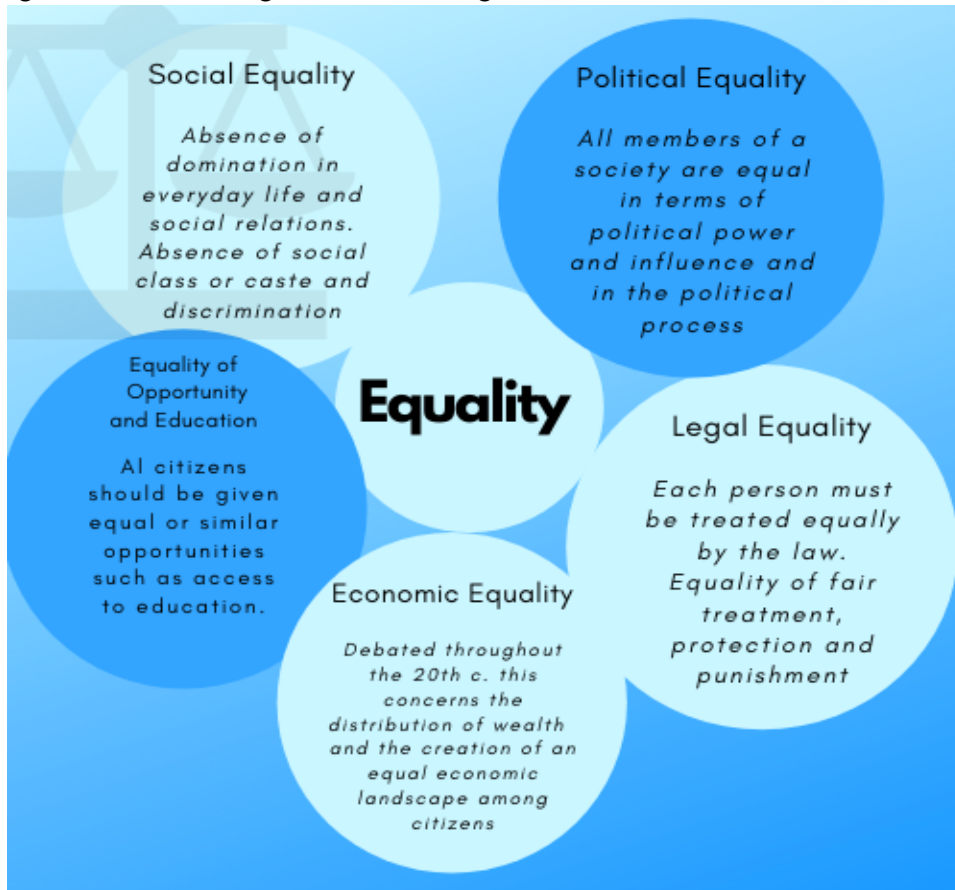 Social Equality
Absence of
domination in
everyday life and
social relations.
Absence of social
class or caste and
discrimination
Political Equality
All members of a
society are equal
in terms of
political power
and influence and
in the political
process
Equality of
Opportunity
and Education
Al citizens
should be given
equal or similar
opportunities
such as access
to education.
Equality
Legal Equality
Each person must
be treated equally
by the law.
Equality of fair
treatment,
protection and
punishment
Economic Equality
Debated throughout
the 20th c. this
concerns the
distribution of wealth
and the creation of an
equal economic
landscape among
citizens